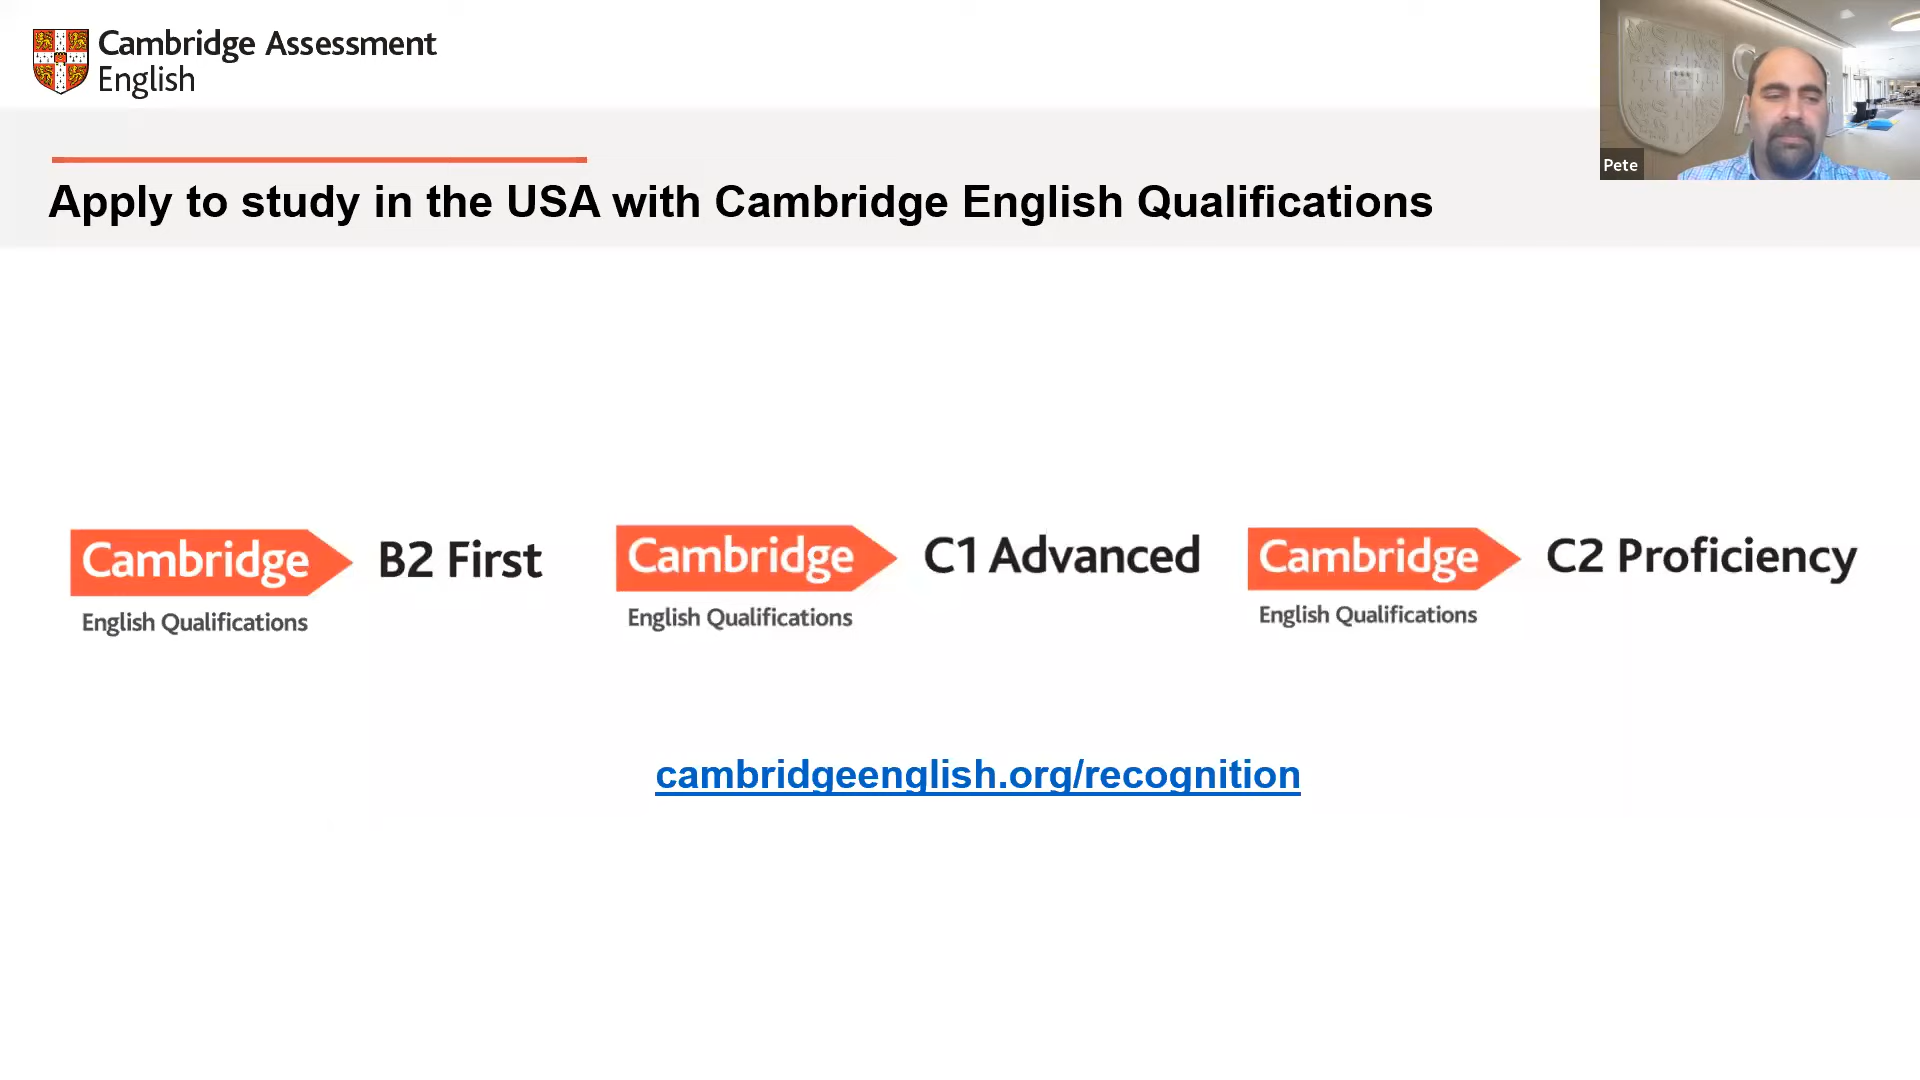 Cambridge Assessment
English
Pete
Apply to study in the USA with Cambridge English Qualifications
Cambridge B2 First
English Qualifications
Cambridge C1 Advanced
English Qualifications
Cambridge C2 Proficiency
English Qualifications
cambridgeenglish.org/recognition